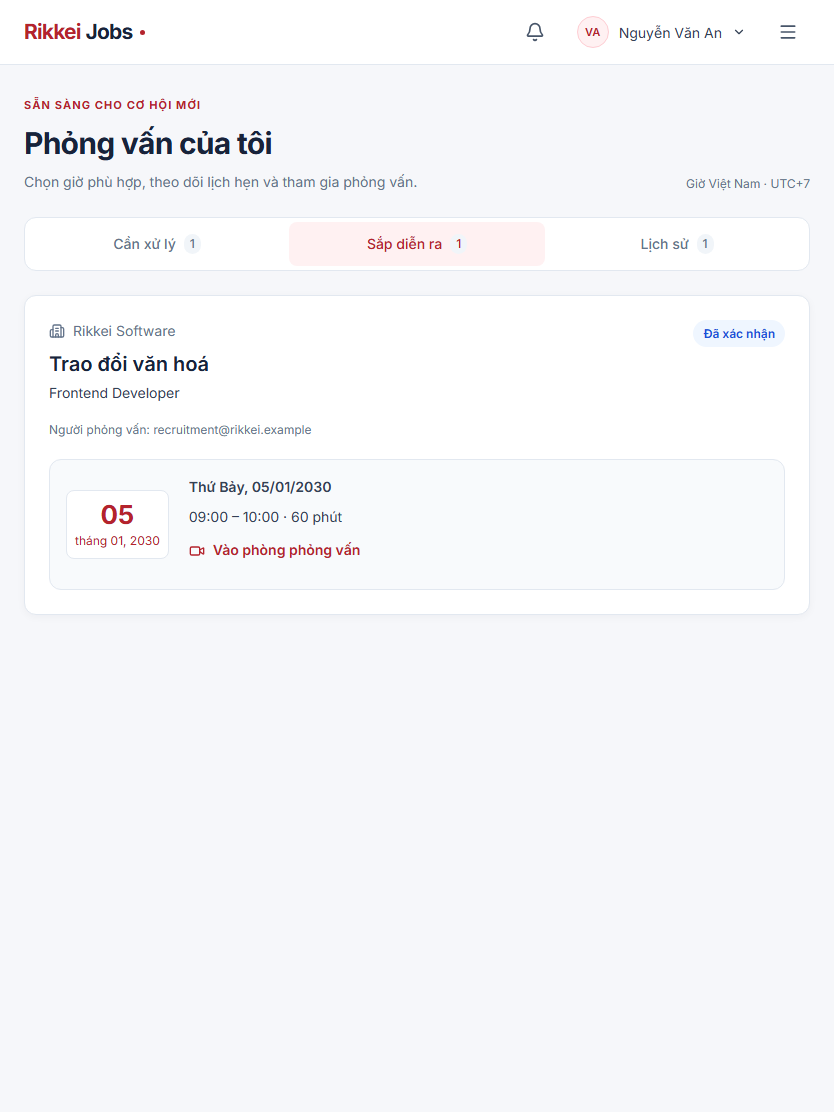 Rikkei Jobs
VA
Nguyễn Văn An
SẴN SÀNG CHO CƠ HỘI MỚI
Phỏng vấn của tôi
Chọn giờ phù hợp, theo dõi lịch hẹn và tham gia phỏng vấn.
Giờ Việt Nam · UTC+7
Cần xử lý 1
Sắp diễn ra 1
Lịch sử 1
Rikkei Software
Đã xác nhận
Trao đổi văn hoá
Frontend Developer
Người phỏng vấn: recruitment@rikkei.example
05
tháng 01, 2030
Thứ Bảy, 05/01/2030
09:00 – 10:00 · 60 phút
Vào phòng phỏng vấn